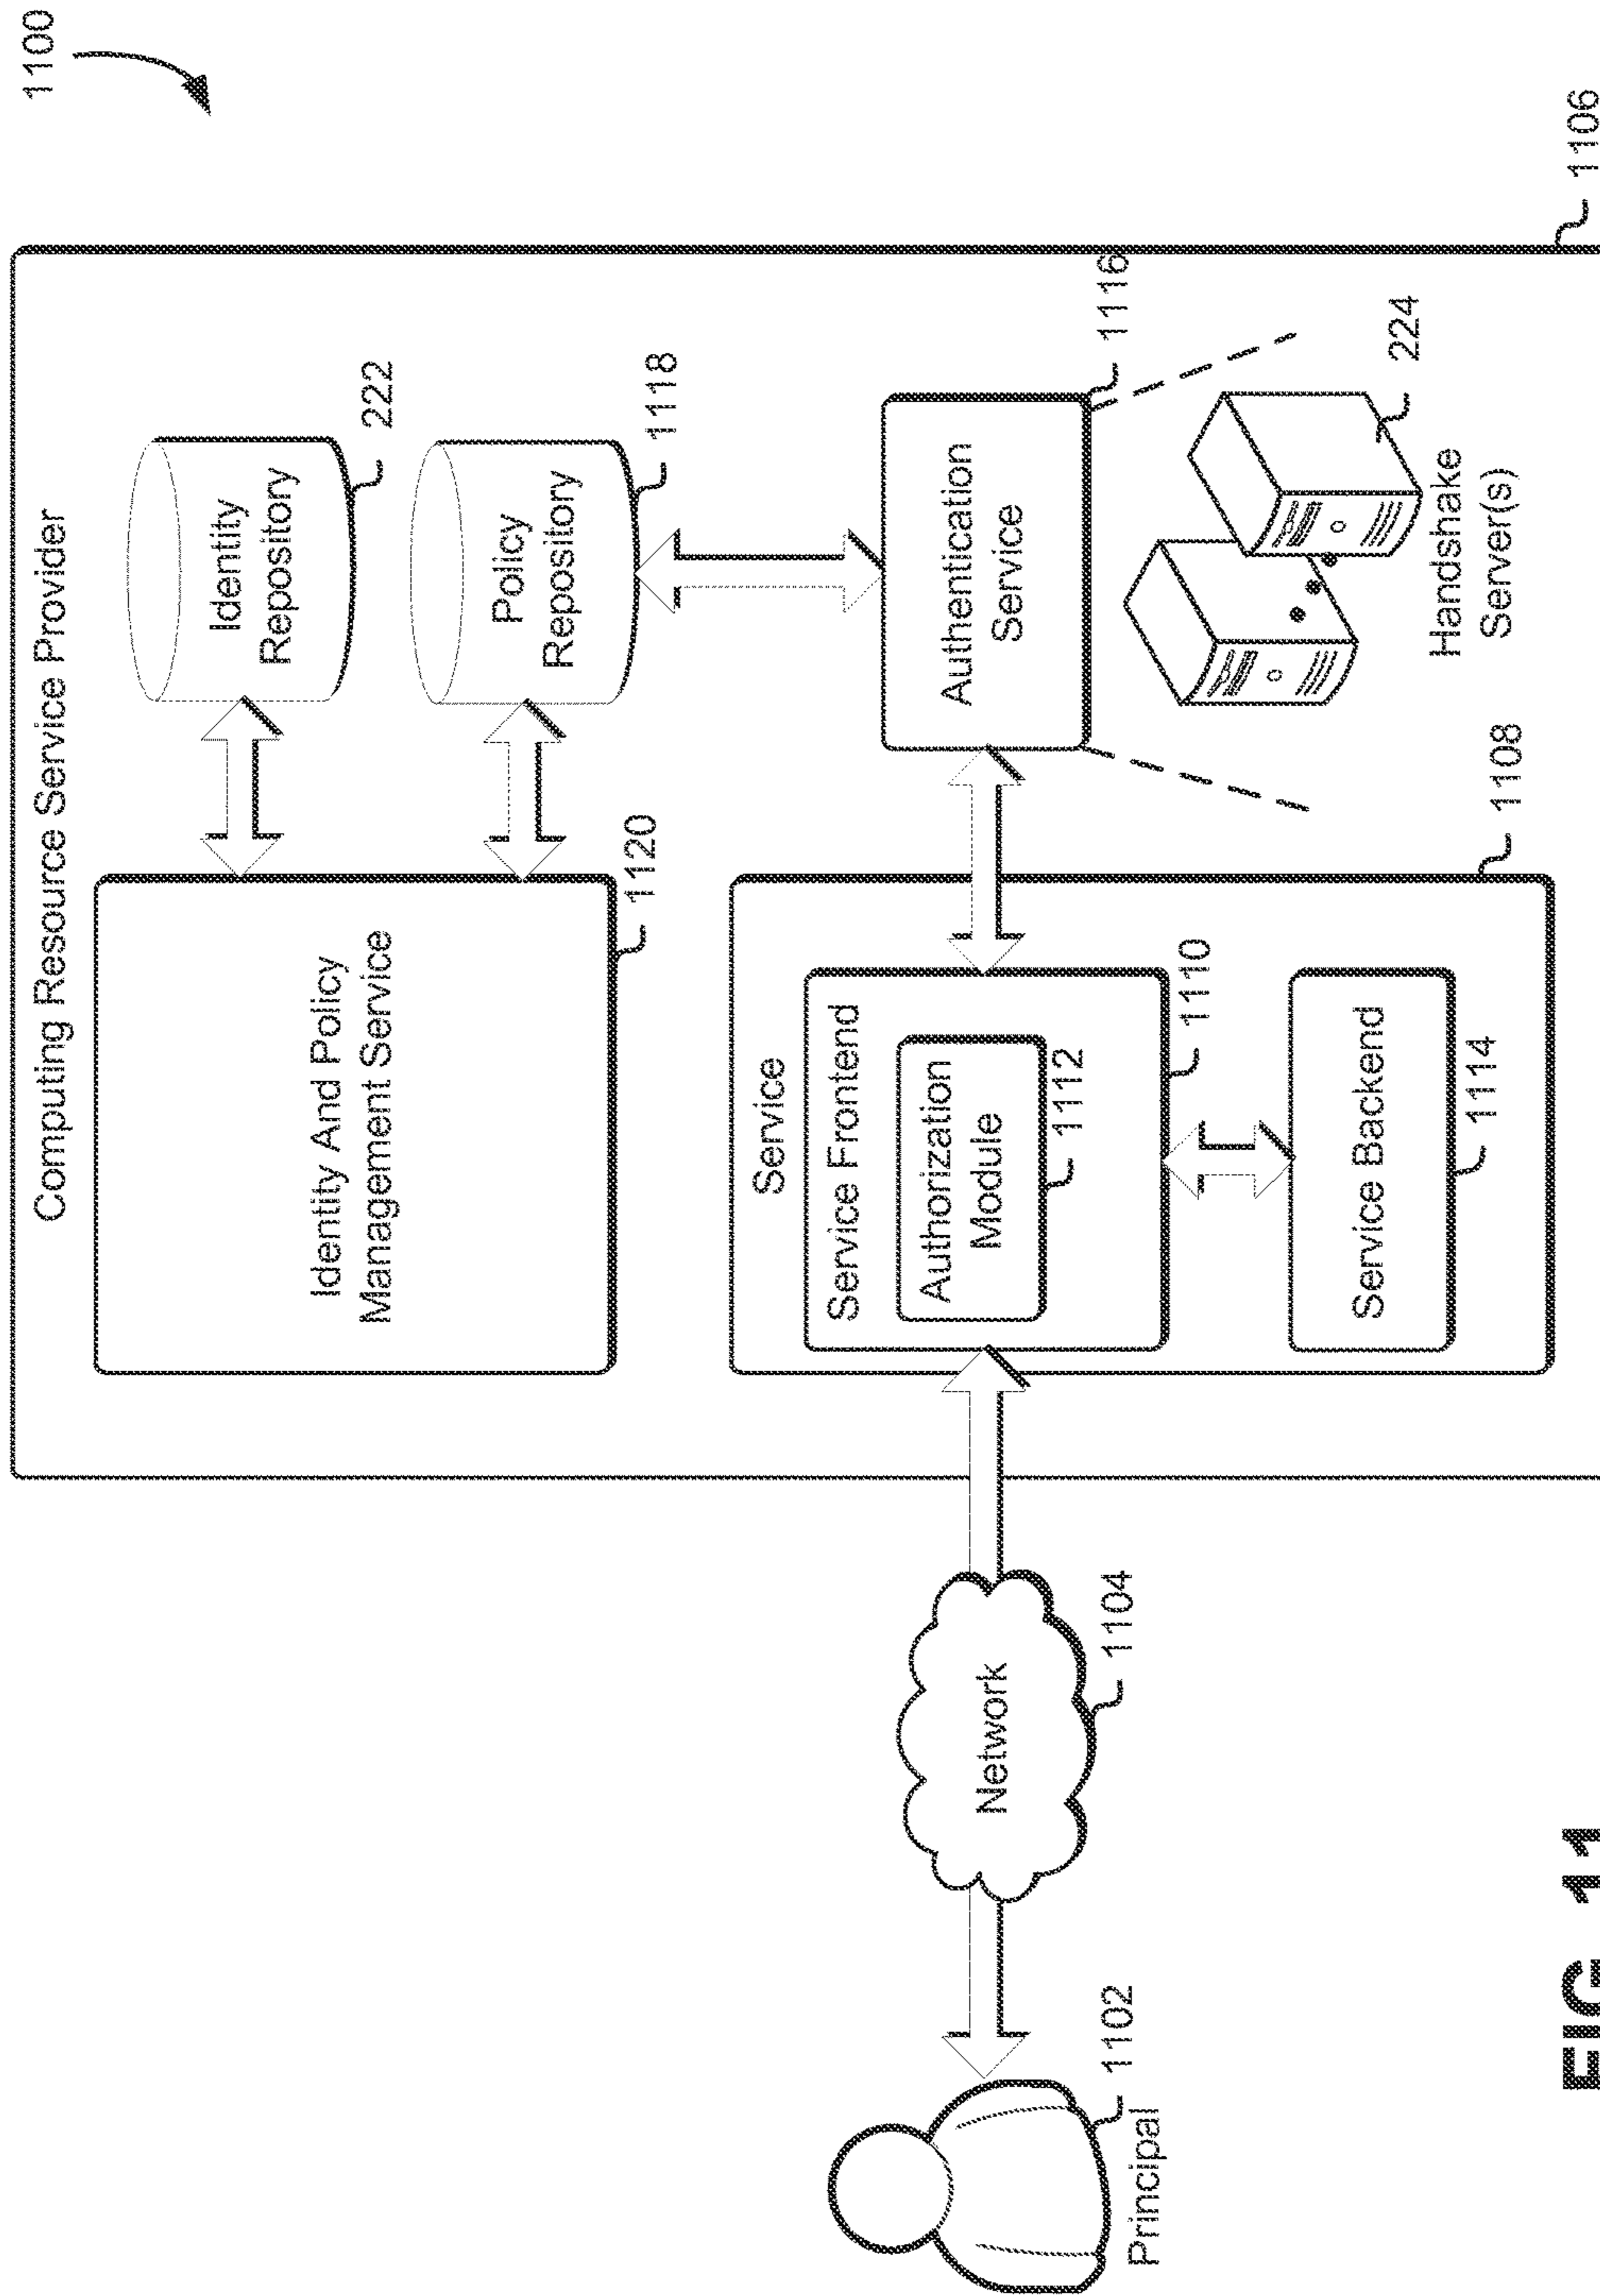 1100
Computing Resource Service Provider
1106
Identity And Policy
Management Service
1120
Identity
Repository
222
Policy
Repository
1118
Service
Service Frontend
Authorization
Module
1112
1110
Service Backend
1114
1108
Authentication
Service
1116
224
Handshake
Server(s)
Network
1104
1102
Principal
FIG. 11